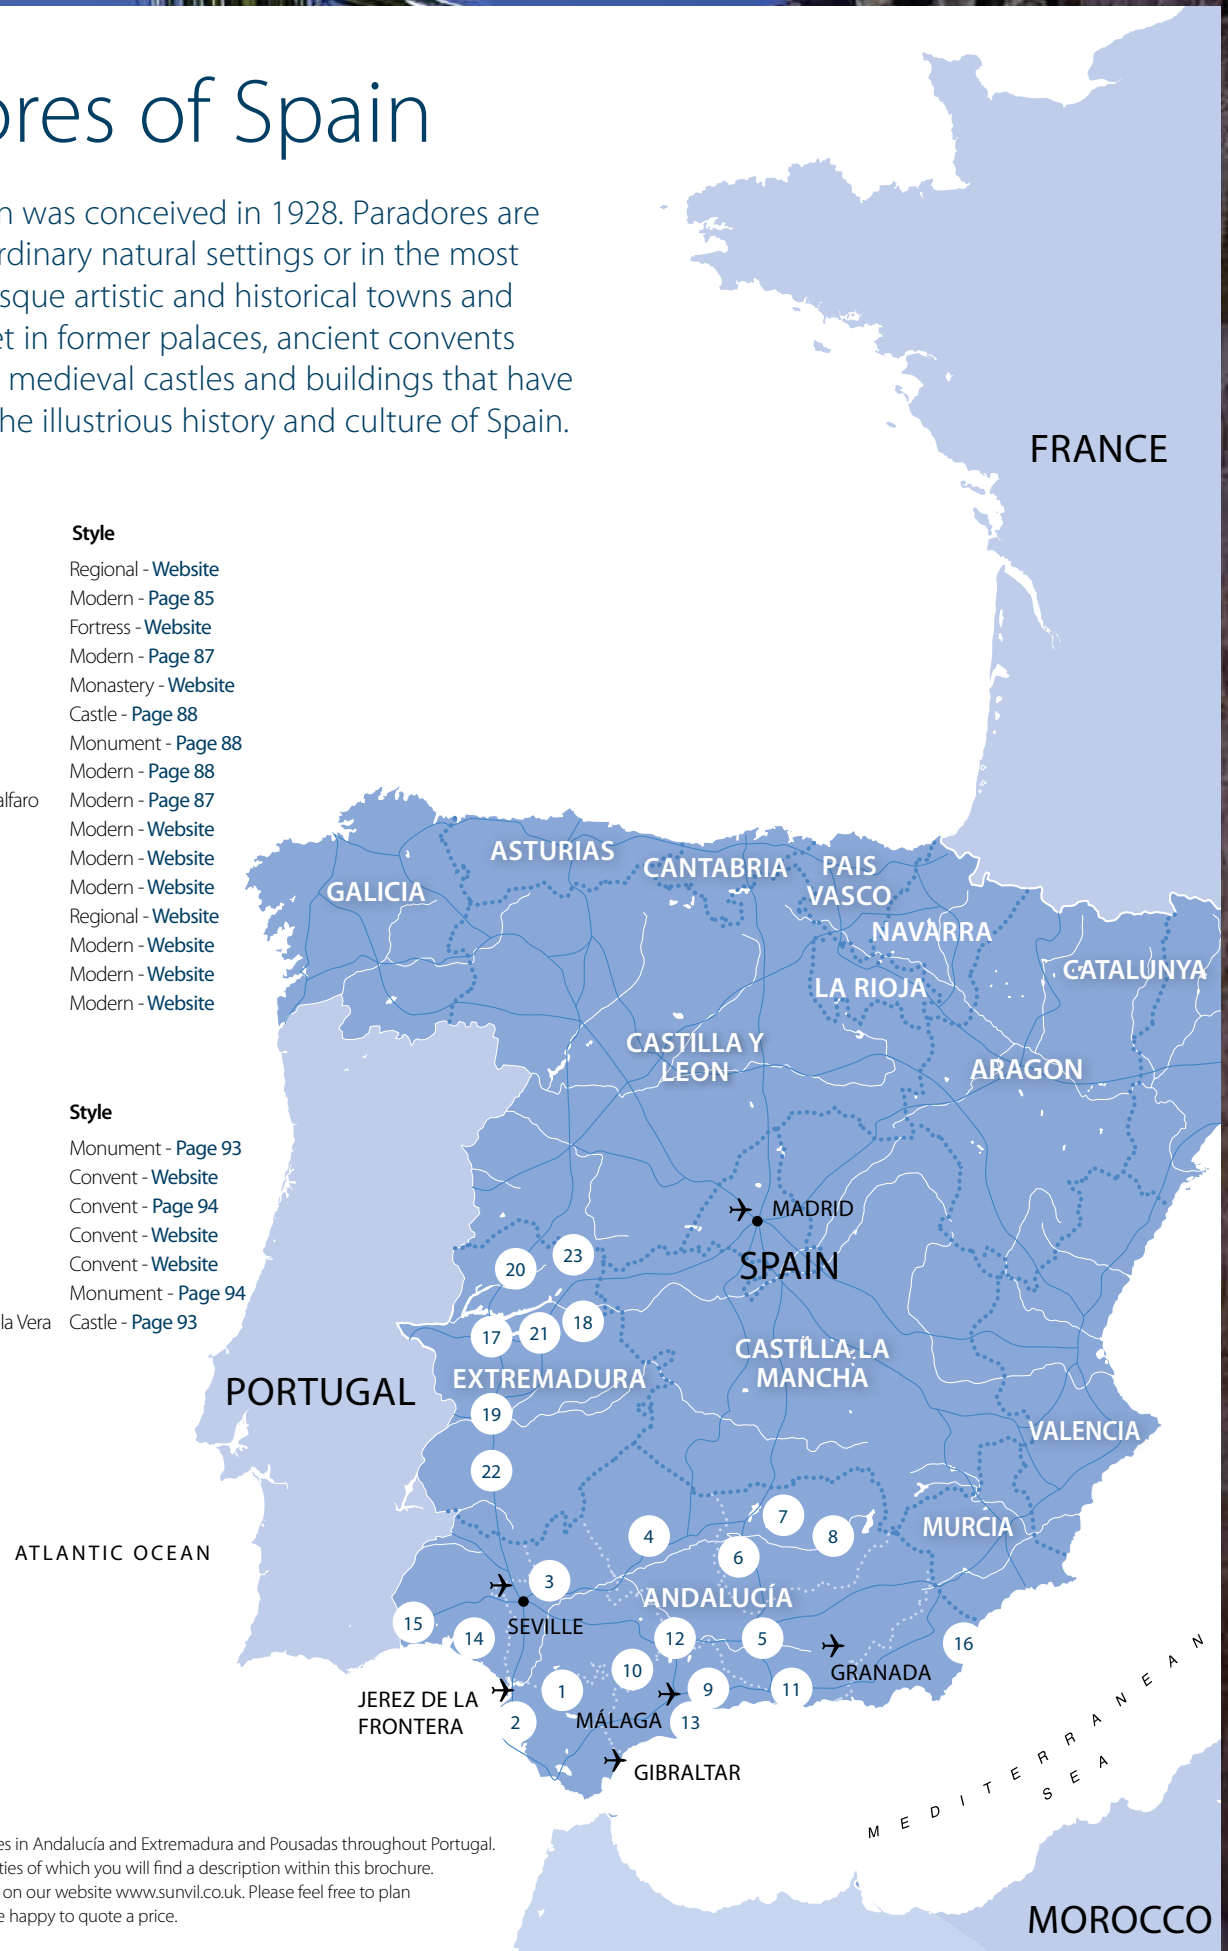 ores of Spain
n was conceived in 1928. Paradores are
rdinary natural settings or in the most
sque artistic and historical towns and
et in former palaces, ancient convents
medieval castles and buildings that have
he illustrious history and culture of Spain.
Style
Regional - Website
Modern - Page 85
Fortress - Website
Modern - Page 87
Monastery - Website
Castle - Page 88
Monument - Page 88
Modern - Page 88
alfaro Modern - Page 87
Modern - Website
Modern - Website
Modern - Website
Regional - Website
Modern - Website
Modern - Website
Modern - Website
Style
Monument - Page 93
Convent - Website
Convent - Page 94
Convent - Website
Convent - Website
Monument - Page 94
la Vera Castle - Page 93
FRANCE
ASTURIAS
CANTABRIA
PAIS
VASCO
GALICIA
NAVARRA
CATALUNYA
LA RIOJA
CASTILLA Y
LEON
ARAGON
MADRID
SPAIN
23
20
18
21
17
CASTILLA LA
MANCHA
EXTREMADURA
PORTUGAL
19
VALENCIA
22
7
4
8
MURCIA
6
ATLANTIC OCEAN
3
ANDALUCÍA
SEVILLE
15
14
12
5
16
GRANADA
10
1
9
11
JEREZ DE LA
FRONTERA
2
MÁLAGA
13
GIBRALTAR
MEDITERRANEAN
SEA
MOROCCO
es in Andalucía and Extremadura and Pousadas throughout Portugal.
ties of which you will find a description within this brochure.
on our website www.sunvil.co.uk. Please feel free to plan
e happy to quote a price.